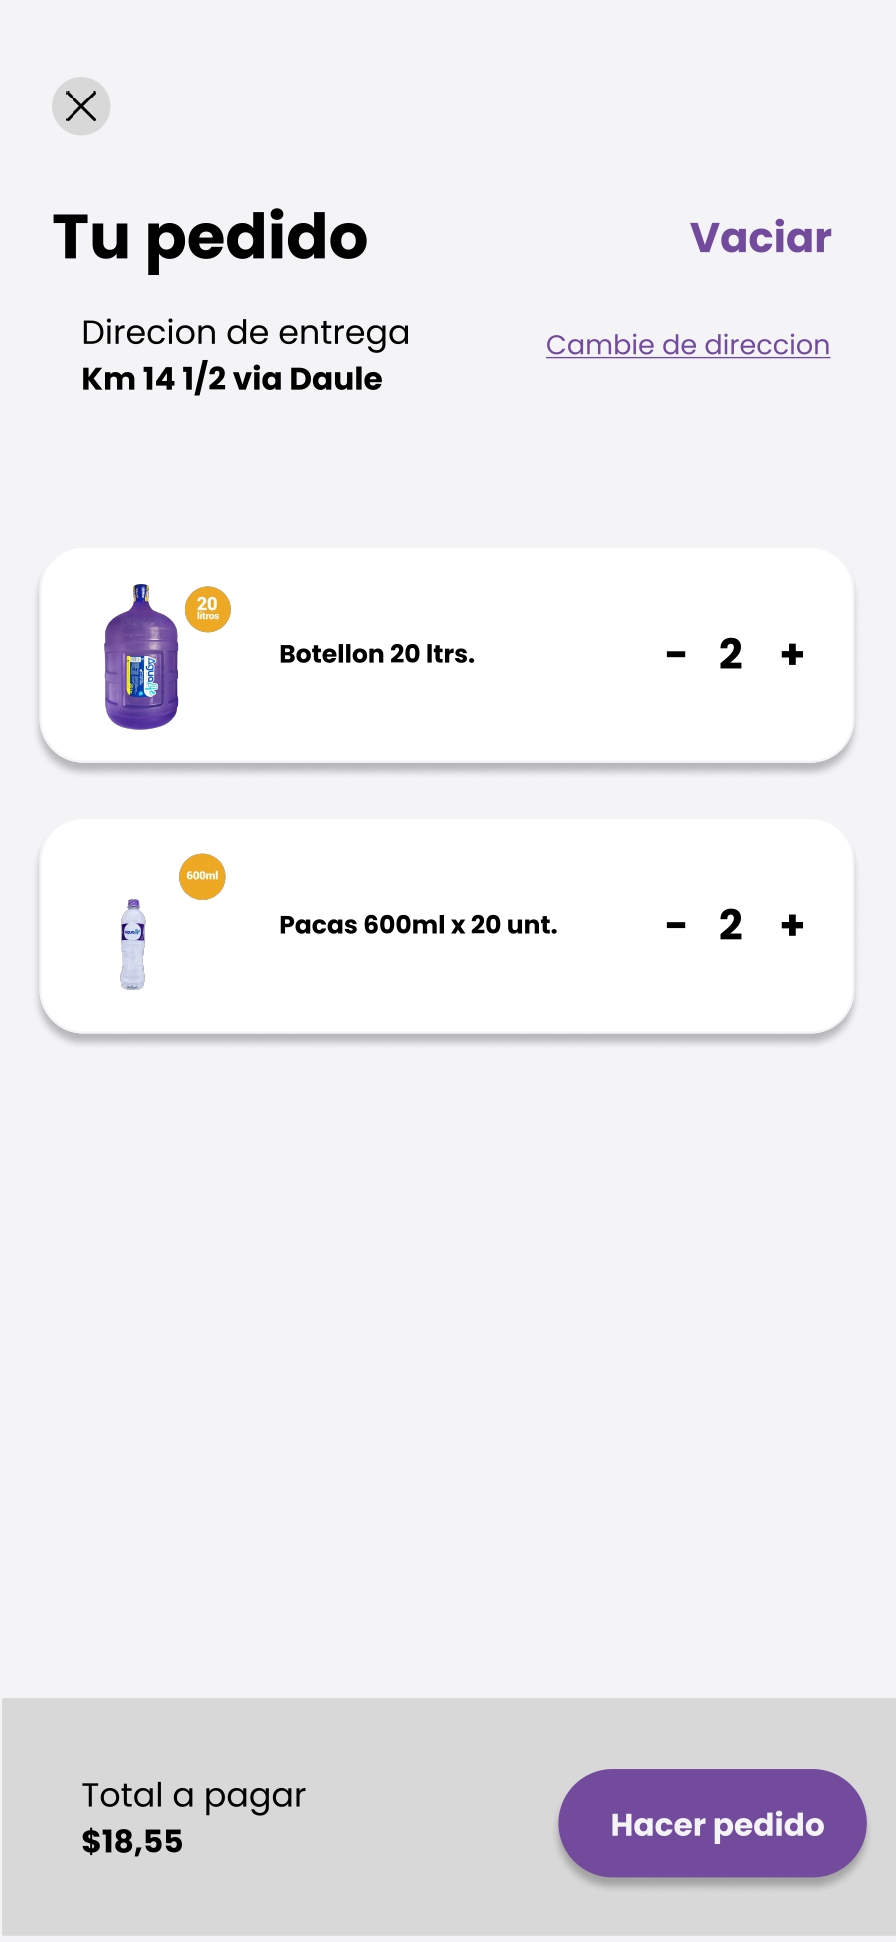 Tu pedido
Vaciar
Direcion de entrega
Km 14 1/2 via Daule
Cambie de direccion
20
litros
Botellon 20 ltrs.
- 2 +
600ml
Pacas 600ml x 20 unt.
- 2 +
Total a pagar
$18,55
Hacer pedido